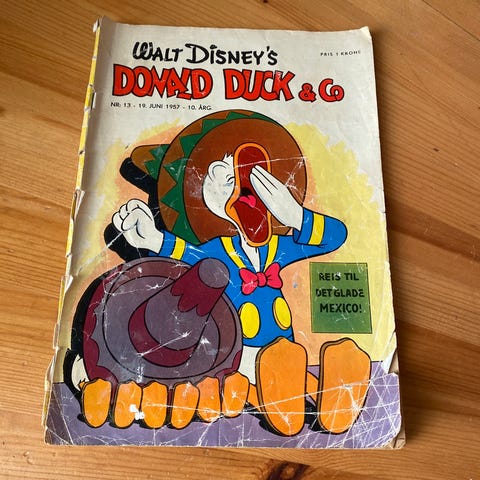 WALT DISNEY'S
PRIS 1 KRONE
DONALD DUCK & Co
NR: 13 - 19. JUNI 1957 - 10. ÅRG.
REIS TIL
DET GLADE
MEXICO!